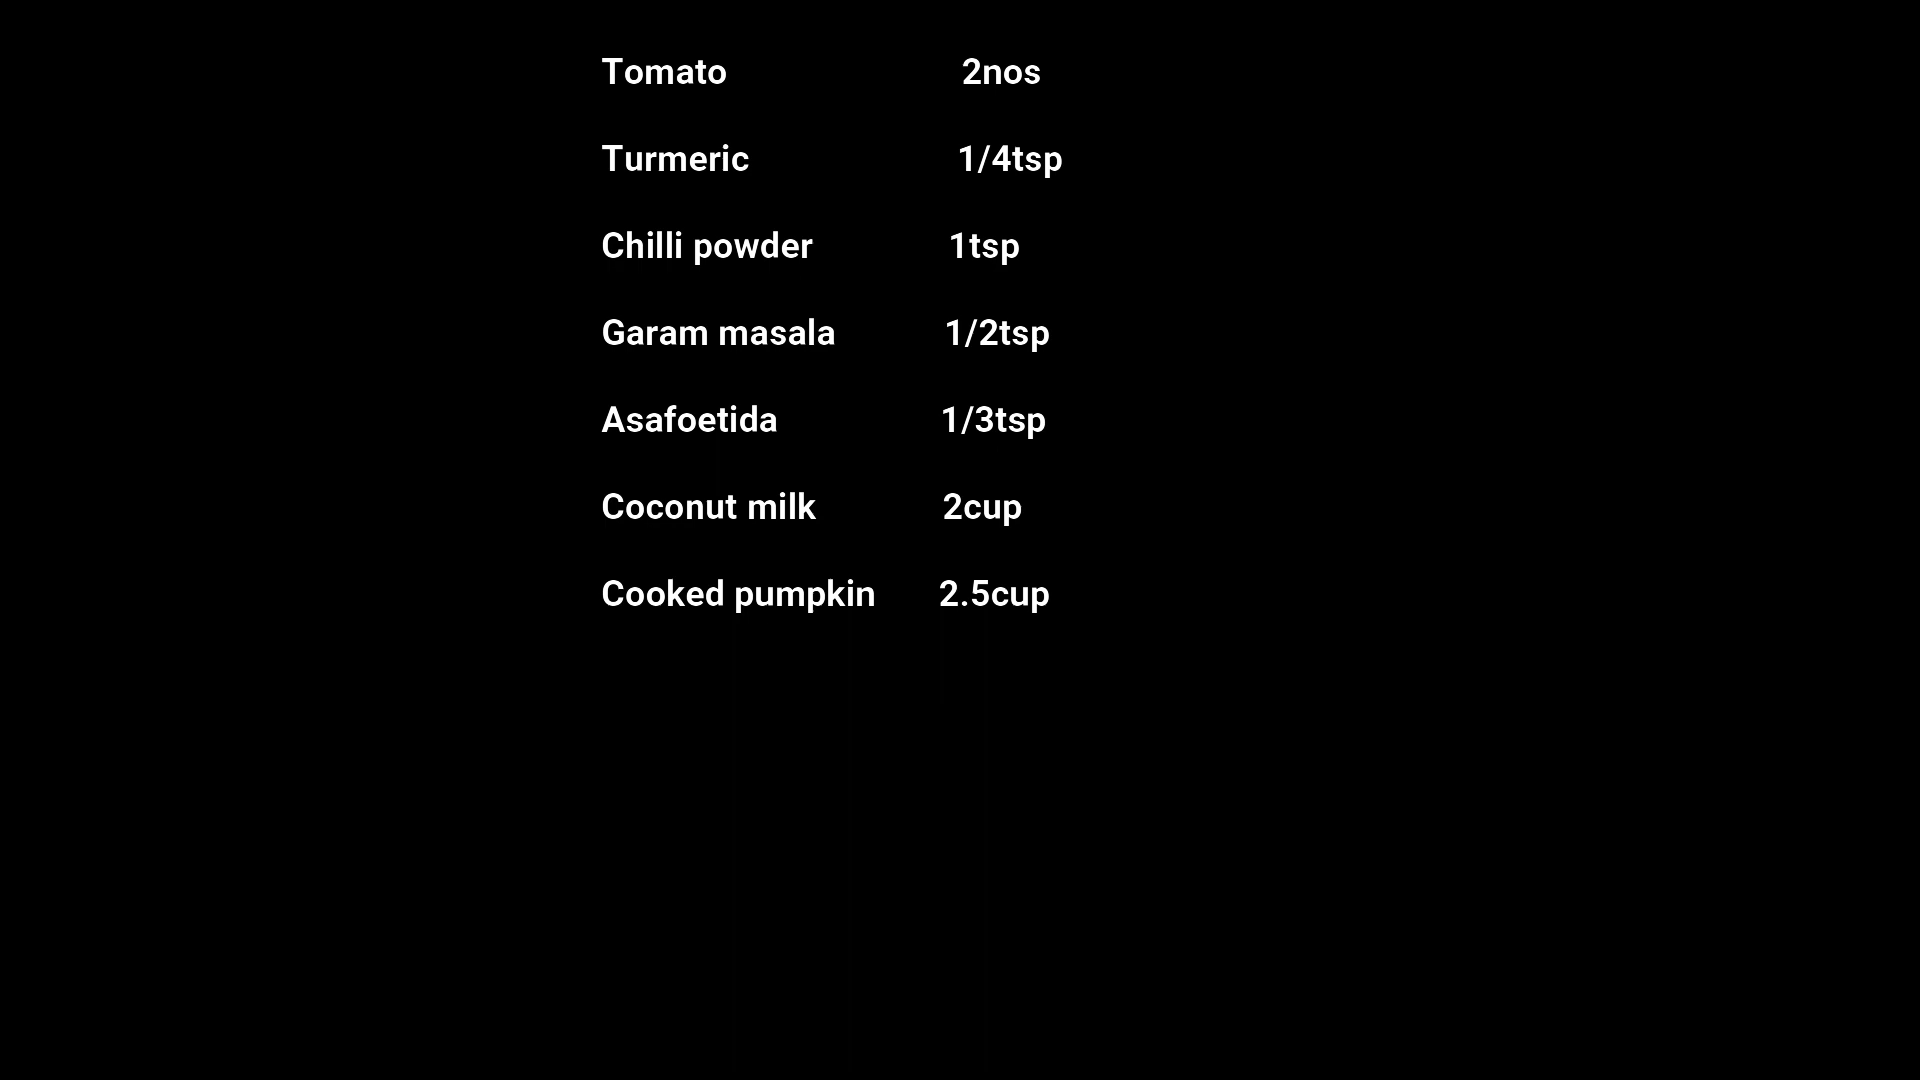 Tomato 2nos
Turmeric 1/4tsp
Chilli powder 1tsp
Garam masala 1/2tsp
Asafoetida 1/3tsp
Coconut milk 2cup
Cooked pumpkin 2.5cup